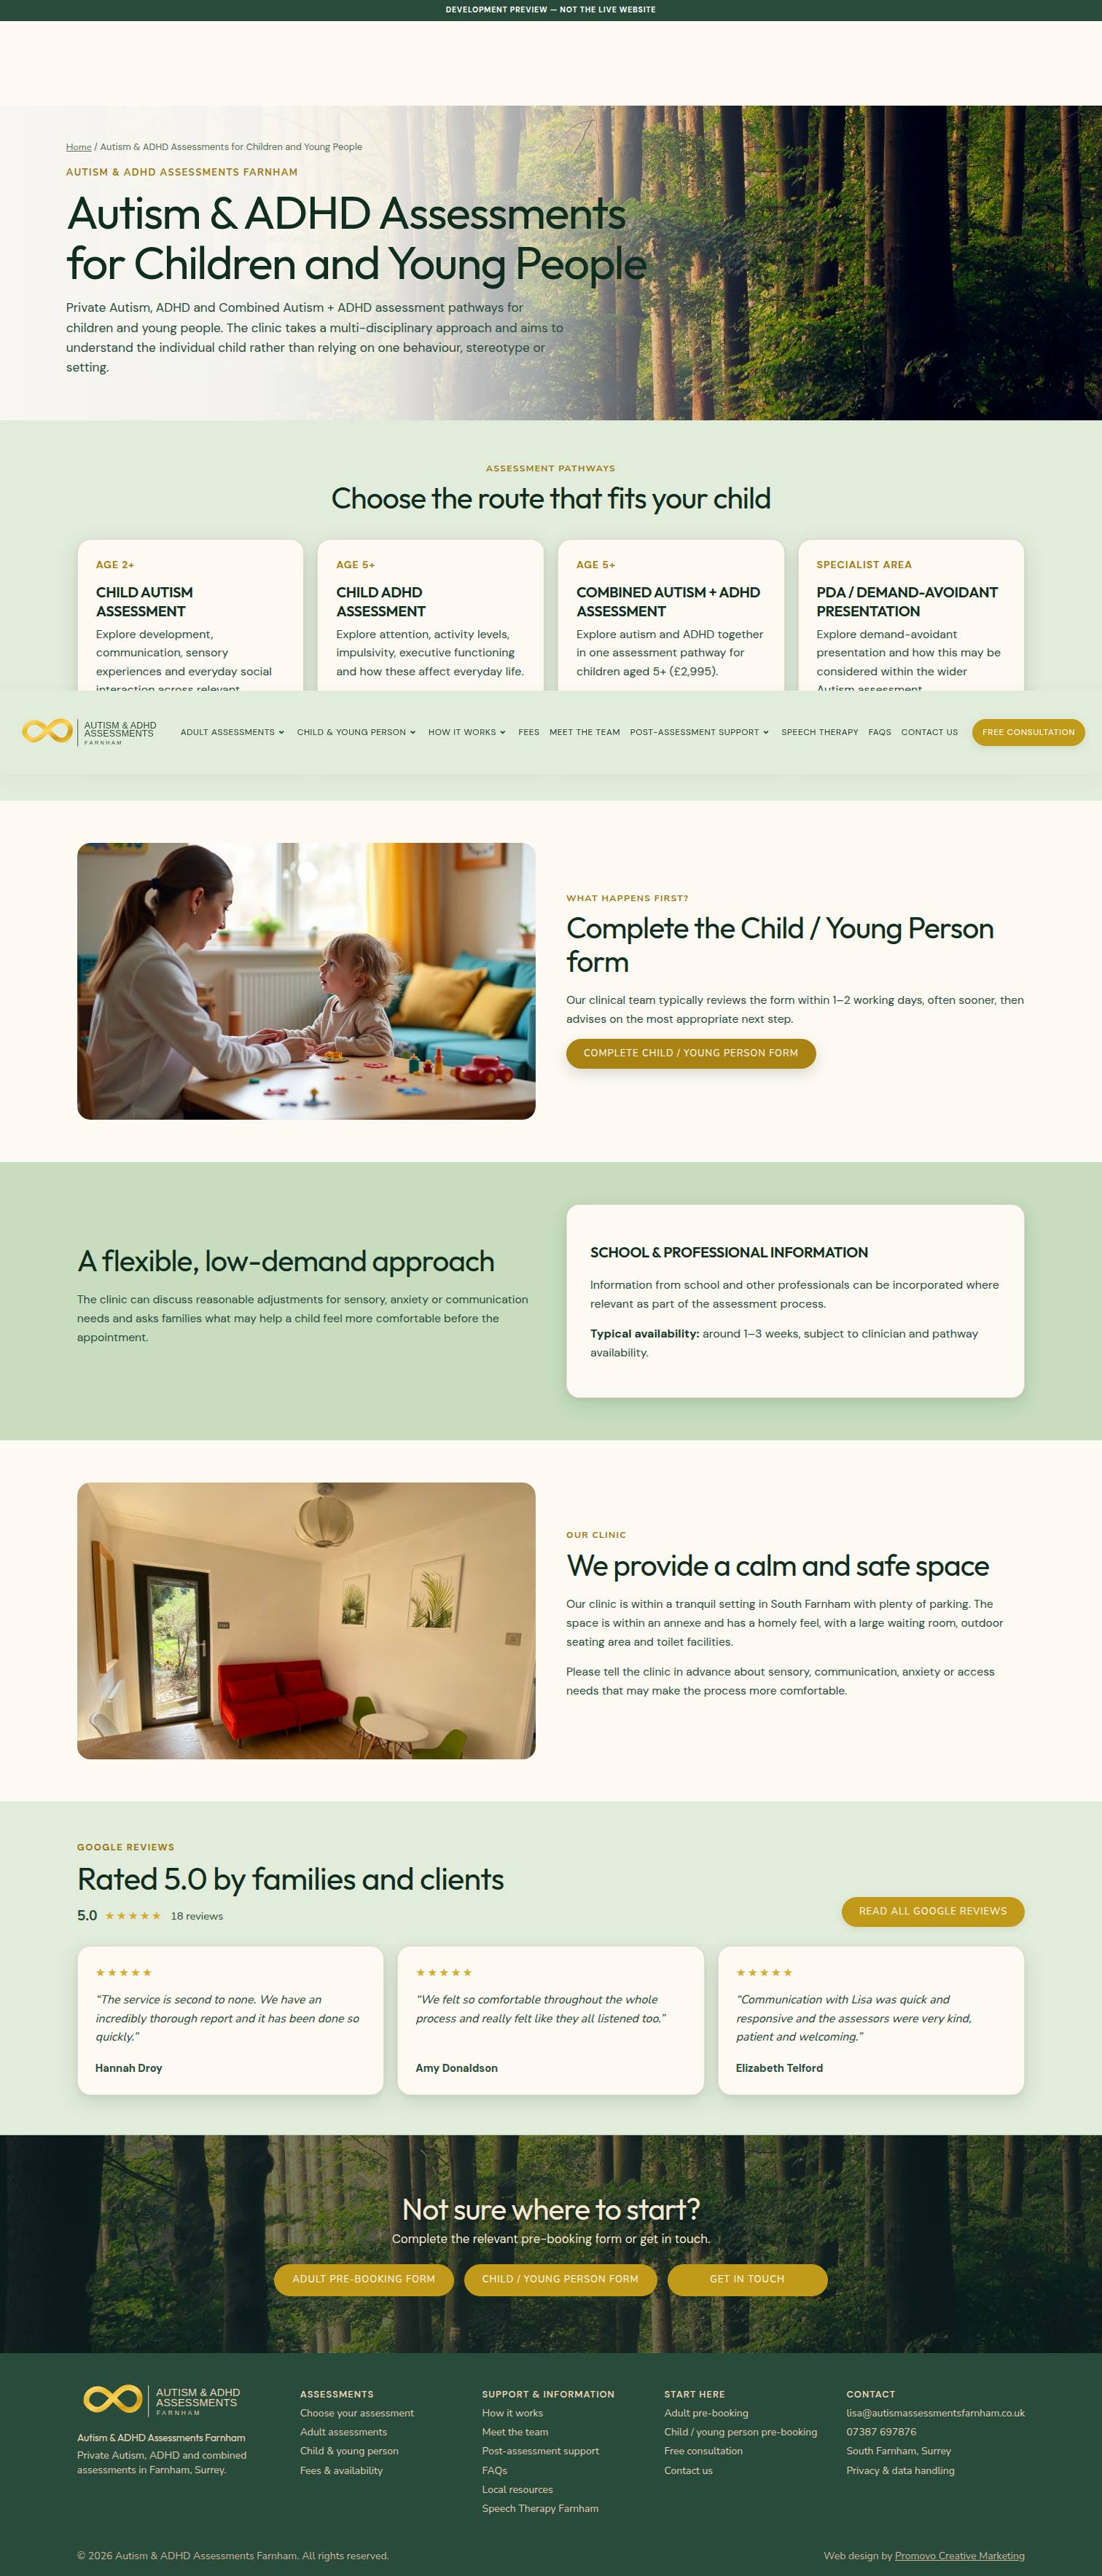 DEVELOPMENT PREVIEW — NOT THE LIVE WEBSITE
Home / Autism & ADHD Assessments for Children and Young People
AUTISM & ADHD ASSESSMENTS FARNHAM
Autism & ADHD Assessments
for Children and Young People
Private Autism, ADHD and Combined Autism + ADHD assessment pathways for
children and young people. The clinic takes a multi-disciplinary approach and aims to
understand the individual child rather than relying on one behaviour, stereotype or
setting.
ASSESSMENT PATHWAYS
Choose the route that fits your child
AGE 2+
CHILD AUTISM
ASSESSMENT
Explore development,
communication, sensory
experiences and everyday social
interaction across relevant
AGE 5+
CHILD ADHD
ASSESSMENT
Explore attention, activity levels,
impulsivity, executive functioning
and how these affect everyday life.
AGE 5+
COMBINED AUTISM + ADHD
ASSESSMENT
Explore autism and ADHD together
in one assessment pathway for
children aged 5+ (£2,995).
SPECIALIST AREA
PDA / DEMAND-AVOIDANT
PRESENTATION
Explore demand-avoidant
presentation and how this may be
considered within the wider
Autism assessment.
AUTISM & ADHD
ASSESSMENTS
FARNHAM
ADULT ASSESSMENTS CHILD & YOUNG PERSON HOW IT WORKS FEES MEET THE TEAM POST-ASSESSMENT SUPPORT SPEECH THERAPY FAQS CONTACT US FREE CONSULTATION
WHAT HAPPENS FIRST?
Complete the Child / Young Person
form
Our clinical team typically reviews the form within 1–2 working days, often sooner, then
advises on the most appropriate next step.
COMPLETE CHILD / YOUNG PERSON FORM
A flexible, low-demand approach
The clinic can discuss reasonable adjustments for sensory, anxiety or communication
needs and asks families what may help a child feel more comfortable before the
appointment.
SCHOOL & PROFESSIONAL INFORMATION
Information from school and other professionals can be incorporated where
relevant as part of the assessment process.
Typical availability: around 1–3 weeks, subject to clinician and pathway
availability.
OUR CLINIC
We provide a calm and safe space
Our clinic is within a tranquil setting in South Farnham with plenty of parking. The
space is within an annexe and has a homely feel, with a large waiting room, outdoor
seating area and toilet facilities.
Please tell the clinic in advance about sensory, communication, anxiety or access
needs that may make the process more comfortable.
GOOGLE REVIEWS
Rated 5.0 by families and clients
5.0 ★★★★★ 18 reviews
READ ALL GOOGLE REVIEWS
★★★★★
“The service is second to none. We have an
incredibly thorough report and it has been done so
quickly.”
Hannah Droy
★★★★★
“We felt so comfortable throughout the whole
process and really felt like they all listened too.”
Amy Donaldson
★★★★★
“Communication with Lisa was quick and
responsive and the assessors were very kind,
patient and welcoming.”
Elizabeth Telford
Not sure where to start?
Complete the relevant pre-booking form or get in touch.
ADULT PRE-BOOKING FORM
CHILD / YOUNG PERSON FORM
GET IN TOUCH
AUTISM & ADHD
ASSESSMENTS
FARNHAM
Autism & ADHD Assessments Farnham
Private Autism, ADHD and combined
assessments in Farnham, Surrey.
ASSESSMENTS
Choose your assessment
Adult assessments
Child & young person
Fees & availability
SUPPORT & INFORMATION
How it works
Meet the team
Post-assessment support
FAQs
Local resources
Speech Therapy Farnham
START HERE
Adult pre-booking
Child / young person pre-booking
Free consultation
Contact us
CONTACT
lisa@autismassessmentsfarnham.co.uk
07387 697876
South Farnham, Surrey
Privacy & data handling
© 2026 Autism & ADHD Assessments Farnham. All rights reserved.
Web design by Promovo Creative Marketing